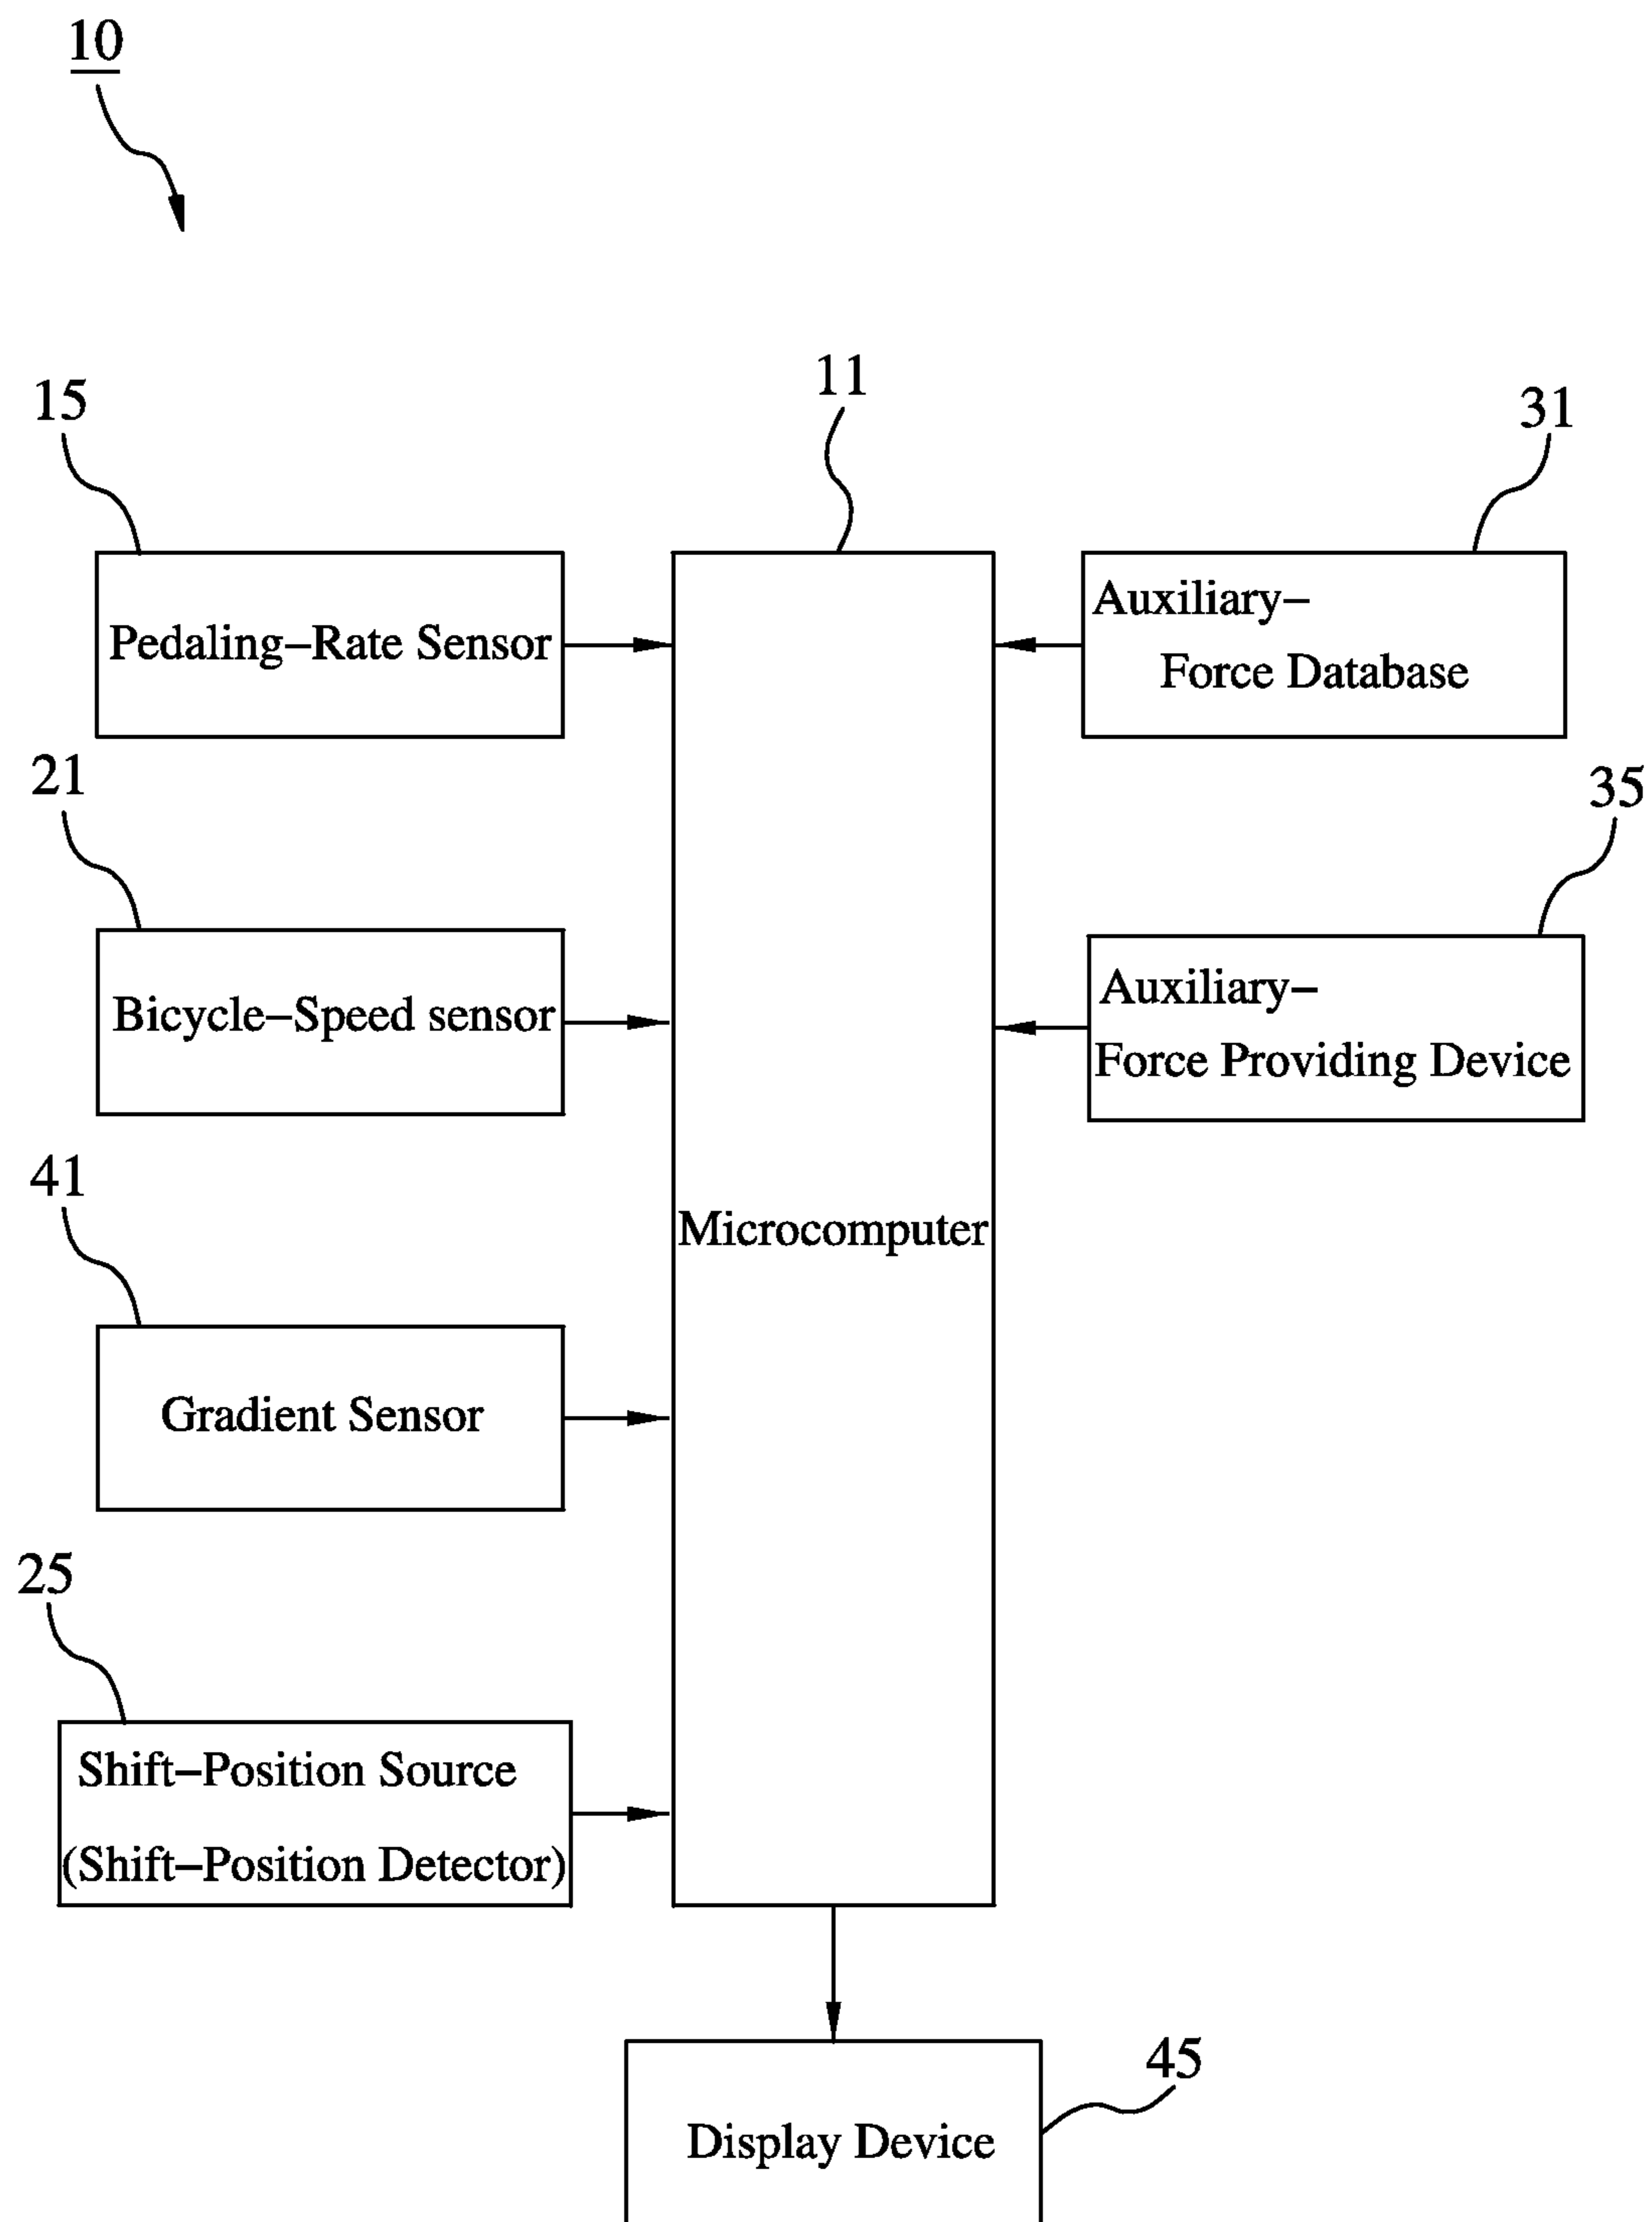 10
11
15
31
Pedaling–Rate Sensor
Auxiliary–
Force Database
21
35
Bicycle–Speed sensor
Auxiliary–
Force Providing Device
41
Microcomputer
Gradient Sensor
25
Shift–Position Source
(Shift–Position Detector)
45
Display Device